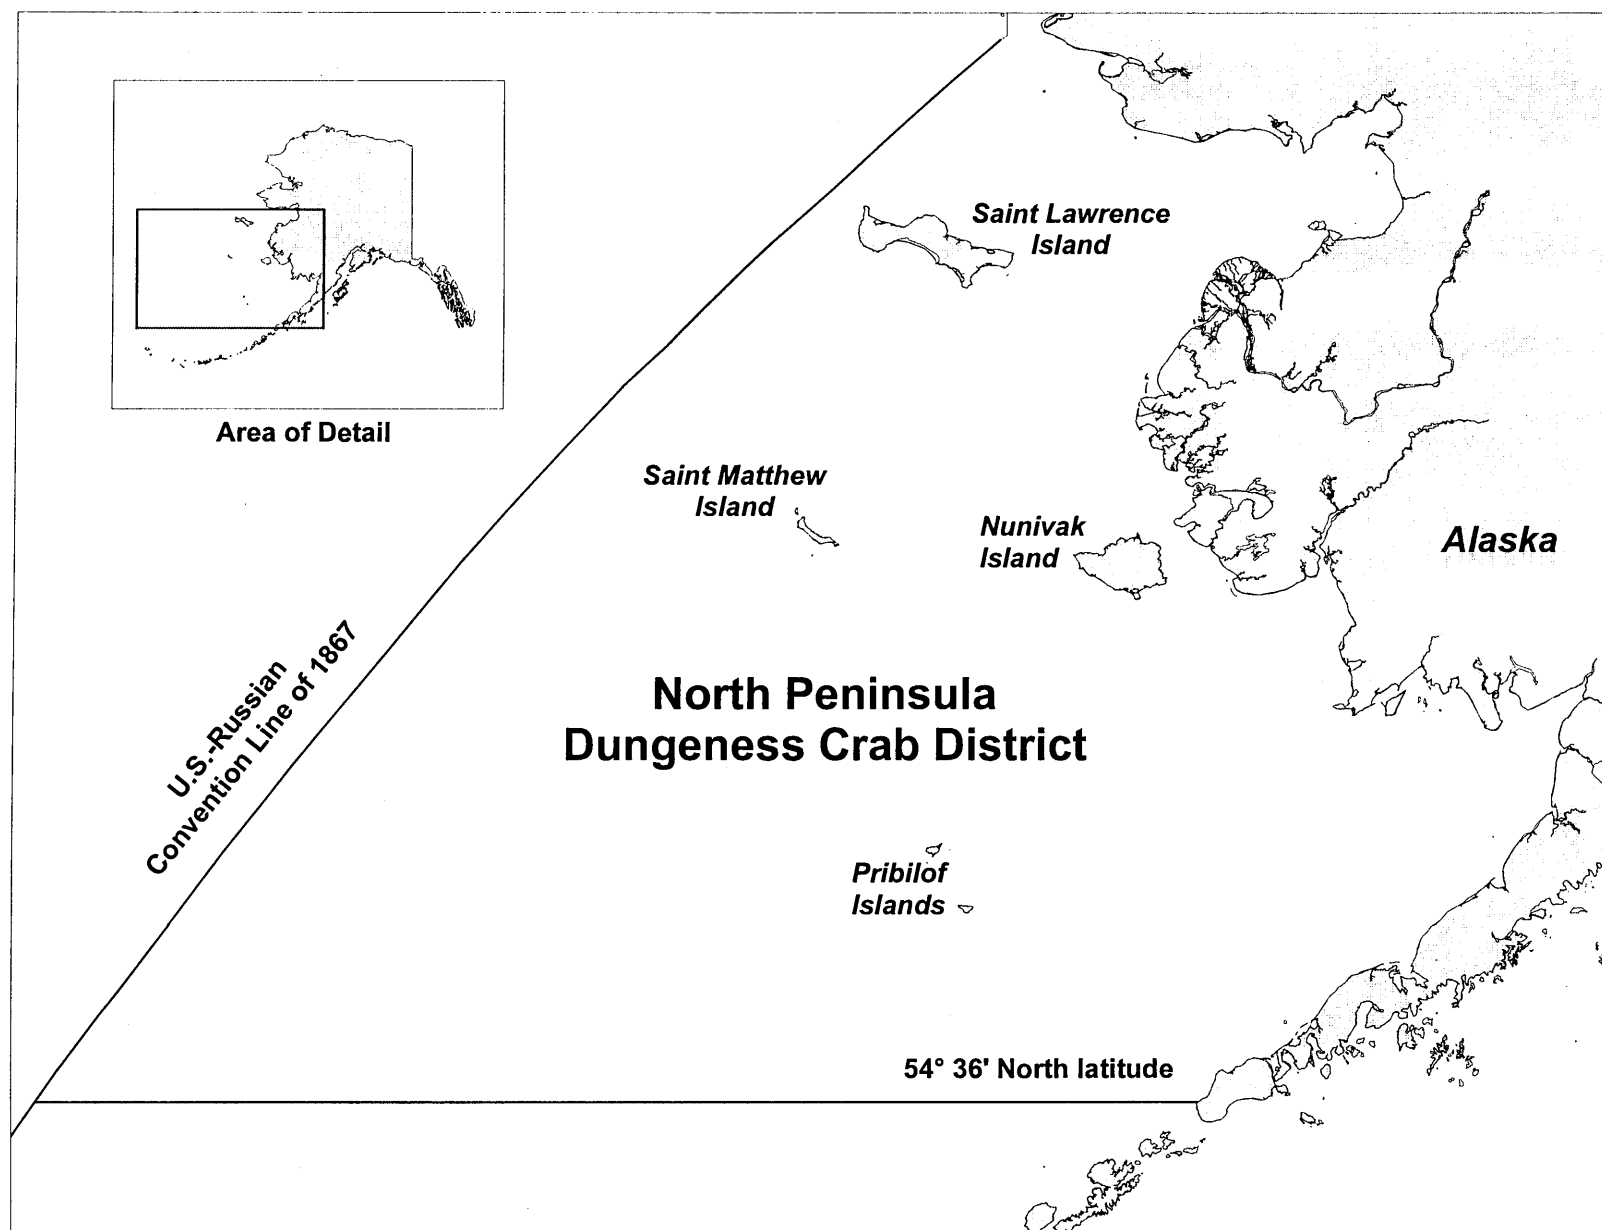 Saint Lawrence
Island
Area of Detail
Saint Matthew
Island
Nunivak
Island
Alaska
U.S.-Russian
Convention Line of 1867
North Peninsula
Dungeness Crab District
Pribilof
Islands
54° 36' North latitude